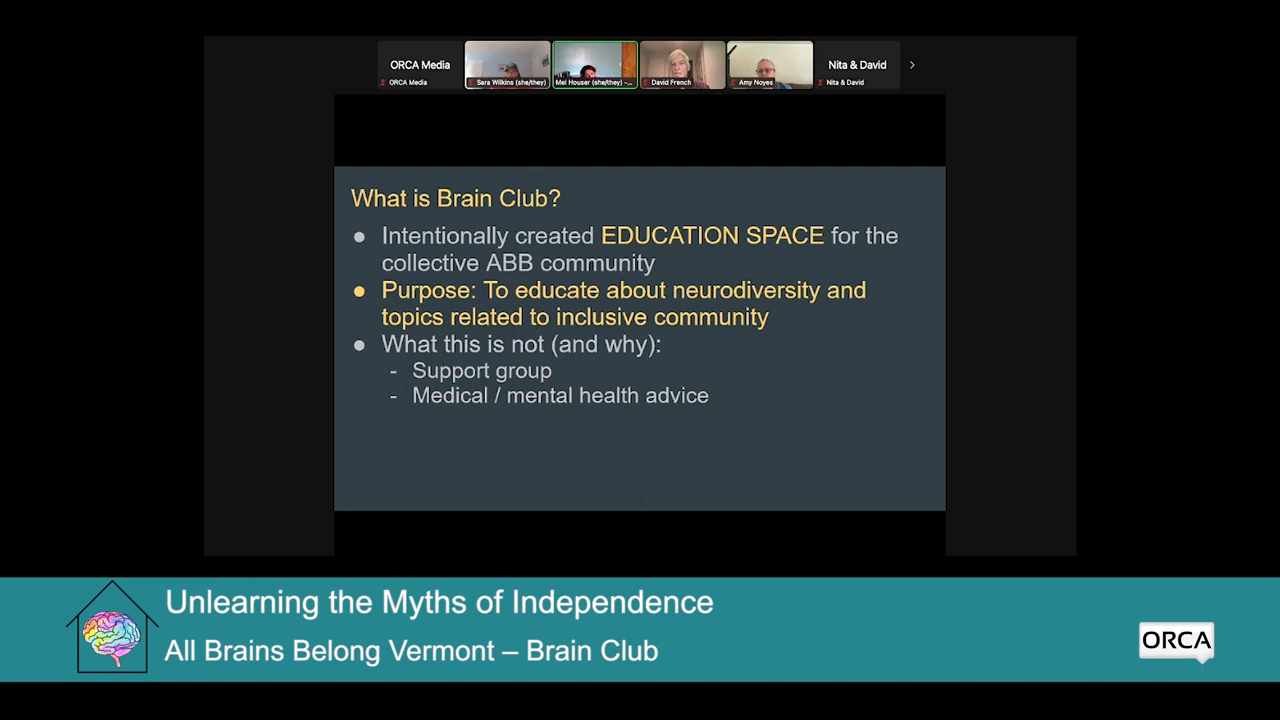 ORCA Media
ORCA Media
Sara Wilkins (she/they)
Mel Houser (she/they) -...
David French
Amy Noyes
Nita & David
Nita & David
What is Brain Club?
● Intentionally created EDUCATION SPACE for the
collective ABB community
● Purpose: To educate about neurodiversity and
topics related to inclusive community
● What this is not (and why):
- Support group
- Medical / mental health advice
Unlearning the Myths of Independence
All Brains Belong Vermont – Brain Club
ORCA